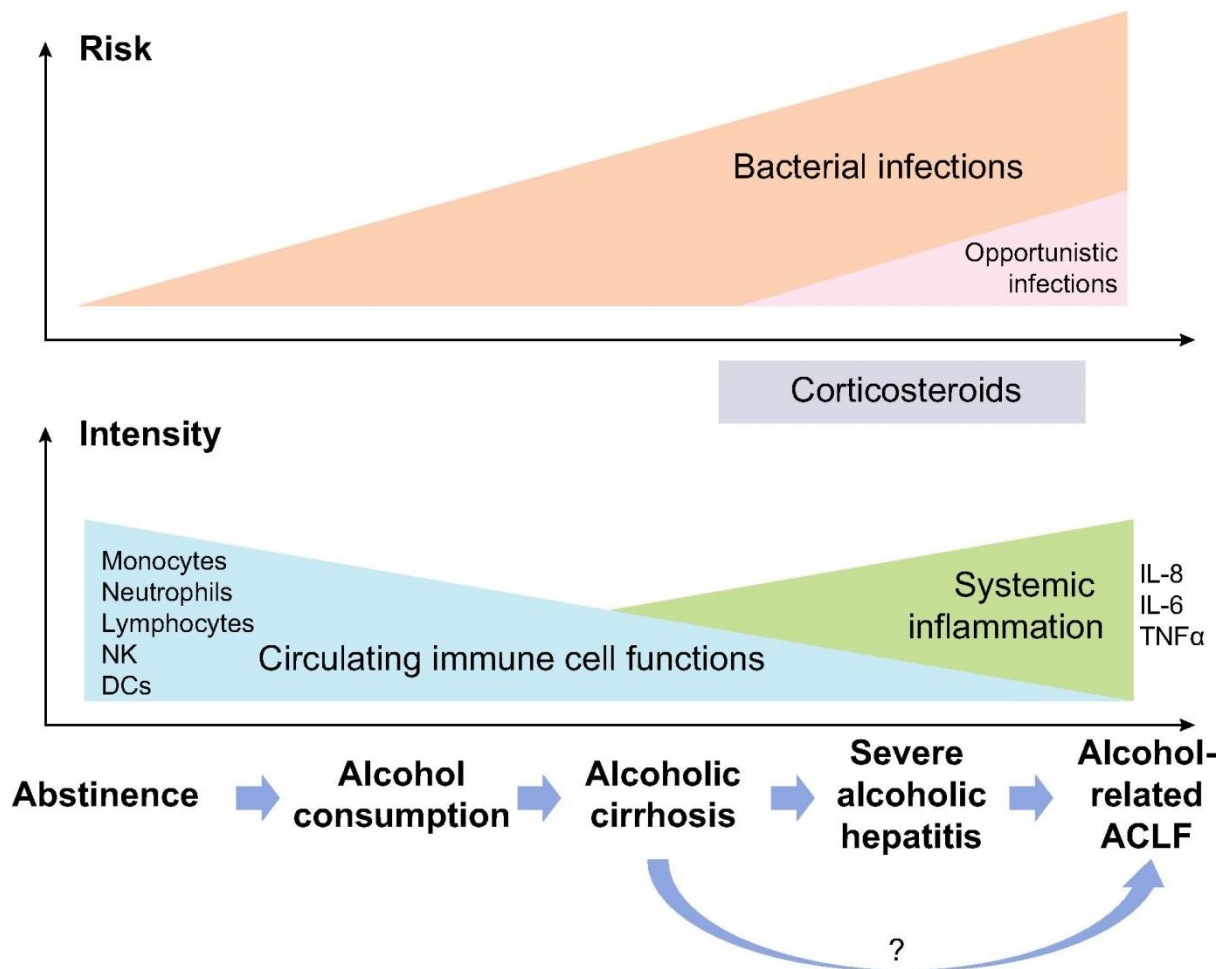 Risk
Bacterial infections
Opportunistic
infections
Corticosteroids
Intensity
Monocytes
Neutrophils
Lymphocytes
NK
DCs
Circulating immune cell functions
Systemic
inflammation
IL-8
IL-6
TNFα
Abstinence
Alcohol
consumption
Alcoholic
cirrhosis
Severe
alcoholic
hepatitis
Alcohol-
related
ACLF
?